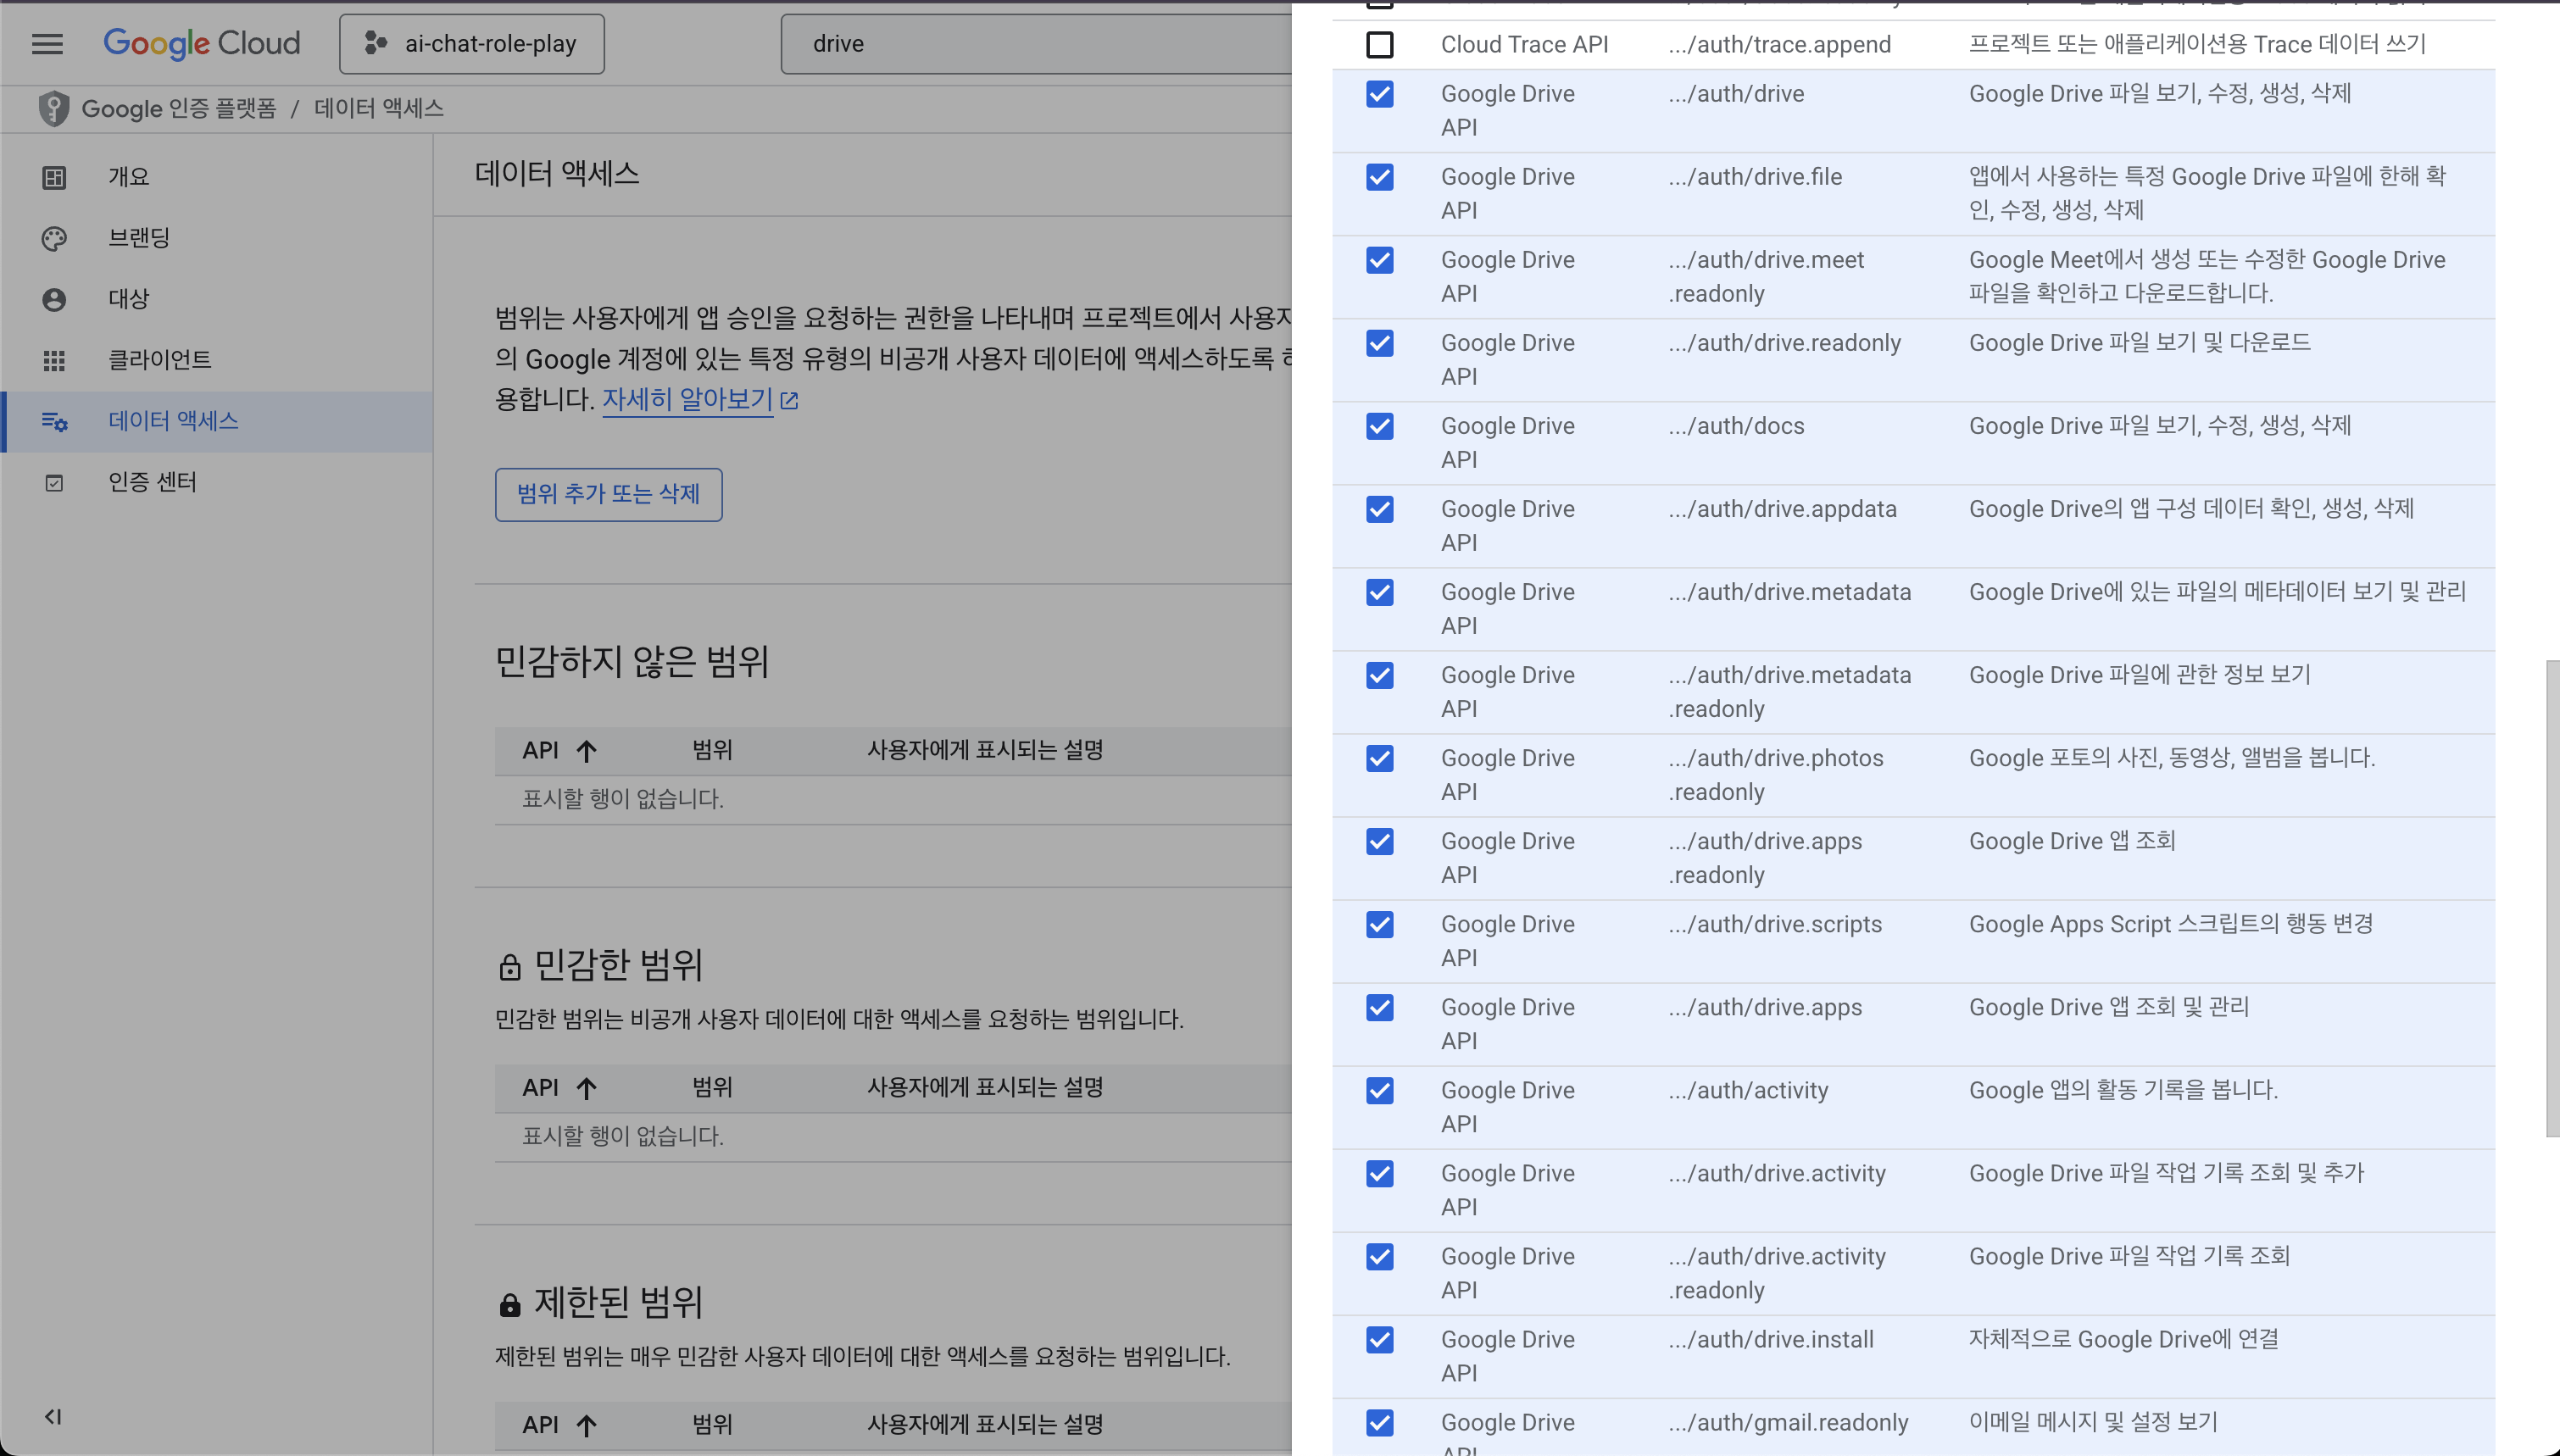 Google Cloud
ai-chat-role-play
drive
Google 인증 플랫폼 / 데이터 액세스
개요
브랜딩
대상
클라이언트
데이터 액세스
인증 센터
데이터 액세스
범위는 사용자에게 앱 승인을 요청하는 권한을 나타내며 프로젝트에서 사용자
의 Google 계정에 있는 특정 유형의 비공개 사용자 데이터에 액세스하도록
용합니다. 자세히 알아보기
범위 추가 또는 삭제
민감하지 않은 범위
API 범위 사용자에게 표시되는 설명
표시할 행이 없습니다.
민감한 범위
민감한 범위는 비공개 사용자 데이터에 대한 액세스를 요청하는 범위입니다.
API 범위 사용자에게 표시되는 설명
표시할 행이 없습니다.
제한된 범위
제한된 범위는 매우 민감한 사용자 데이터에 대한 액세스를 요청하는 범위입니다.
API 범위 사용자에게 표시되는 설명
Cloud Trace API .../auth/trace.append 프로젝트 또는 애플리케이션용 Trace 데이터 쓰기
Google Drive .../auth/drive Google Drive 파일 보기, 수정, 생성, 삭제
API
Google Drive .../auth/drive.file 앱에서 사용하는 특정 Google Drive 파일에 한해 확
API 인, 수정, 생성, 삭제
Google Drive .../auth/drive.meet Google Meet에서 생성 또는 수정한 Google Drive
API .readonly 파일을 확인하고 다운로드합니다.
Google Drive .../auth/drive.readonly Google Drive 파일 보기 및 다운로드
API
Google Drive .../auth/docs Google Drive 파일 보기, 수정, 생성, 삭제
API
Google Drive .../auth/drive.appdata Google Drive의 앱 구성 데이터 확인, 생성, 삭제
API
Google Drive .../auth/drive.metadata Google Drive에 있는 파일의 메타데이터 보기 및 관리
API
Google Drive .../auth/drive.metadata Google Drive 파일에 관한 정보 보기
API .readonly
Google Drive .../auth/drive.photos Google 포토의 사진, 동영상, 앨범을 봅니다.
API .readonly
Google Drive .../auth/drive.apps Google Drive 앱 조회
API .readonly
Google Drive .../auth/drive.scripts Google Apps Script 스크립트의 행동 변경
API
Google Drive .../auth/drive.apps Google Drive 앱 조회 및 관리
API
Google Drive .../auth/activity Google 앱의 활동 기록을 봅니다.
API
Google Drive .../auth/drive.activity Google Drive 파일 작업 기록 조회 및 추가
API
Google Drive .../auth/drive.activity Google Drive 파일 작업 기록 조회
API .readonly
Google Drive .../auth/drive.install 자체적으로 Google Drive에 연결
API
Google Drive .../auth/gmail.readonly 이메일 메시지 및 설정 보기
API